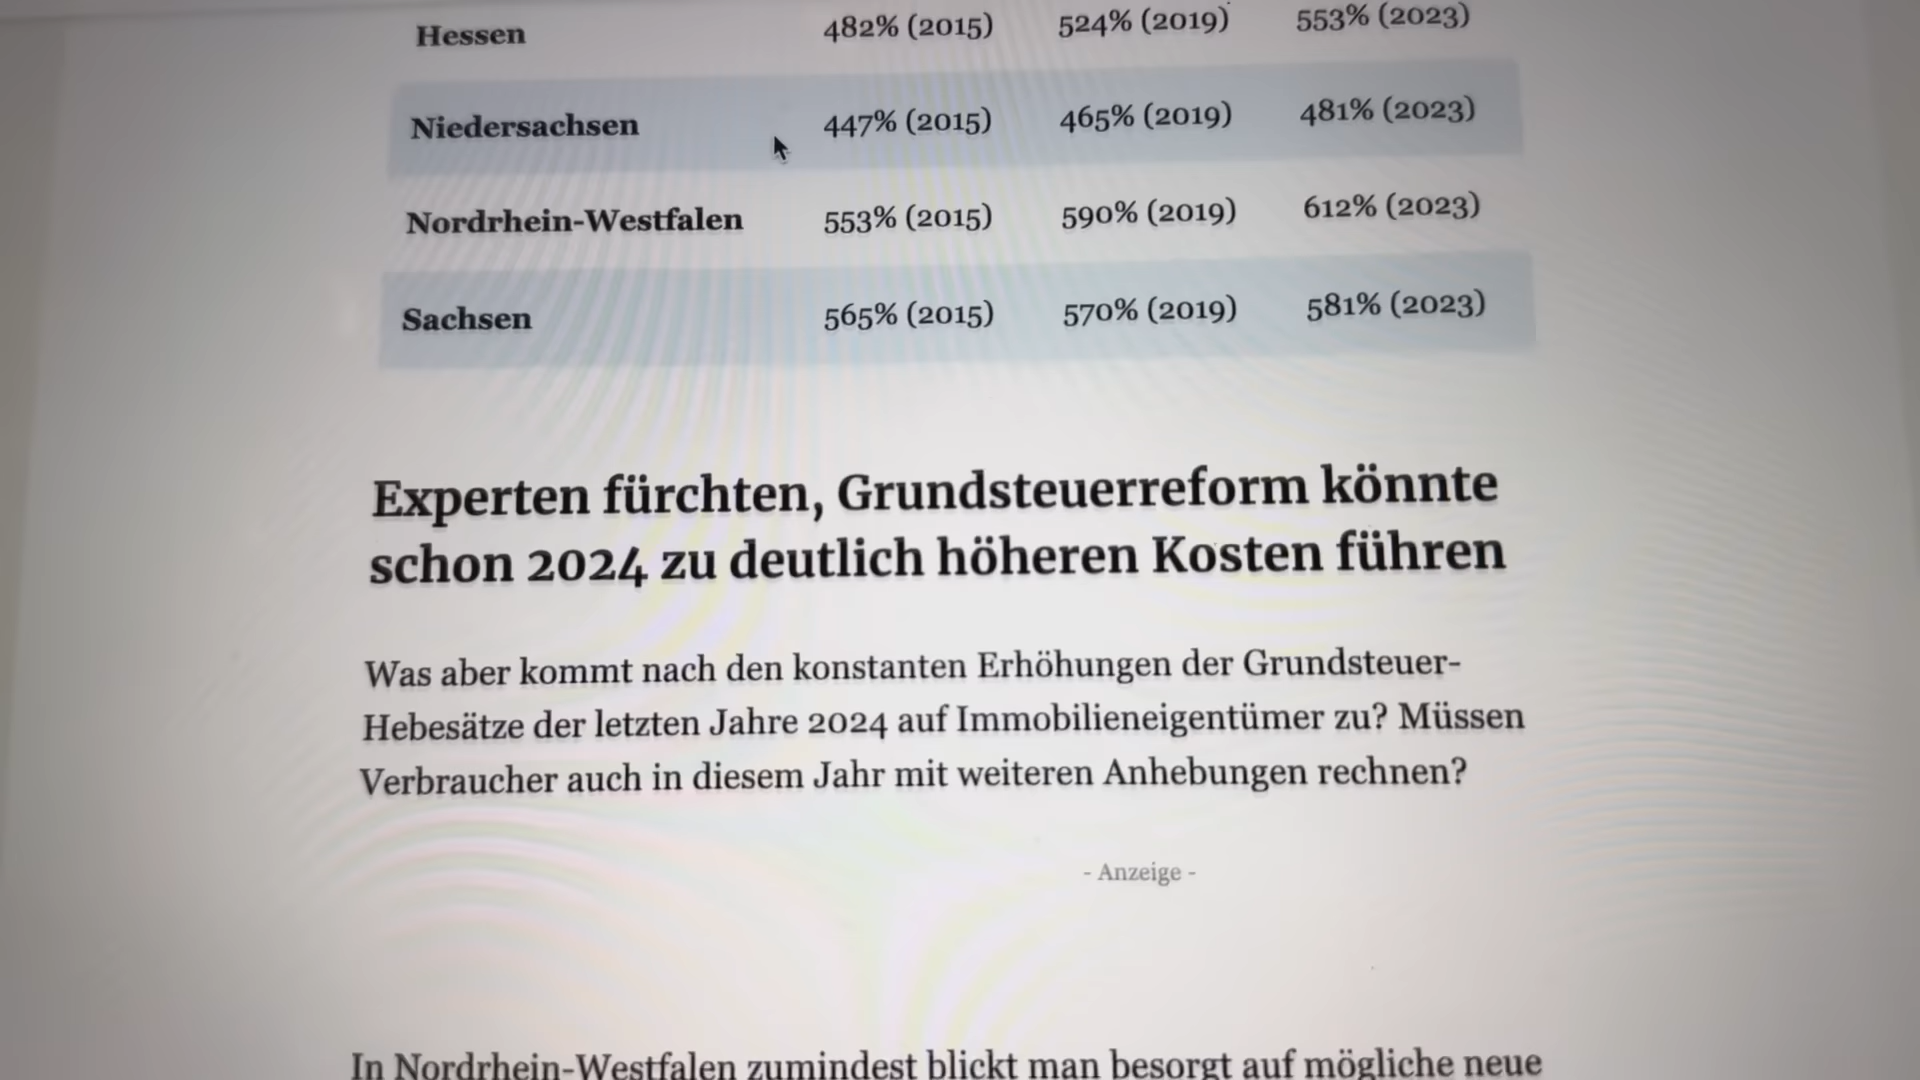 Hessen 482% (2015) 524% (2019) 553% (2023)
Niedersachsen 447% (2015) 465% (2019) 481% (2023)
Nordrhein-Westfalen 553% (2015) 590% (2019) 612% (2023)
Sachsen 565% (2015) 570% (2019) 581% (2023)
Experten fürchten, Grundsteuerreform könnte
schon 2024 zu deutlich höheren Kosten führen
Was aber kommt nach den konstanten Erhöhungen der Grundsteuer-
Hebesätze der letzten Jahre 2024 auf Immobilieneigentümer zu? Müssen
Verbraucher auch in diesem Jahr mit weiteren Anhebungen rechnen?
- Anzeige -
In Nordrhein-Westfalen zumindest blickt man besorgt auf mögliche neue